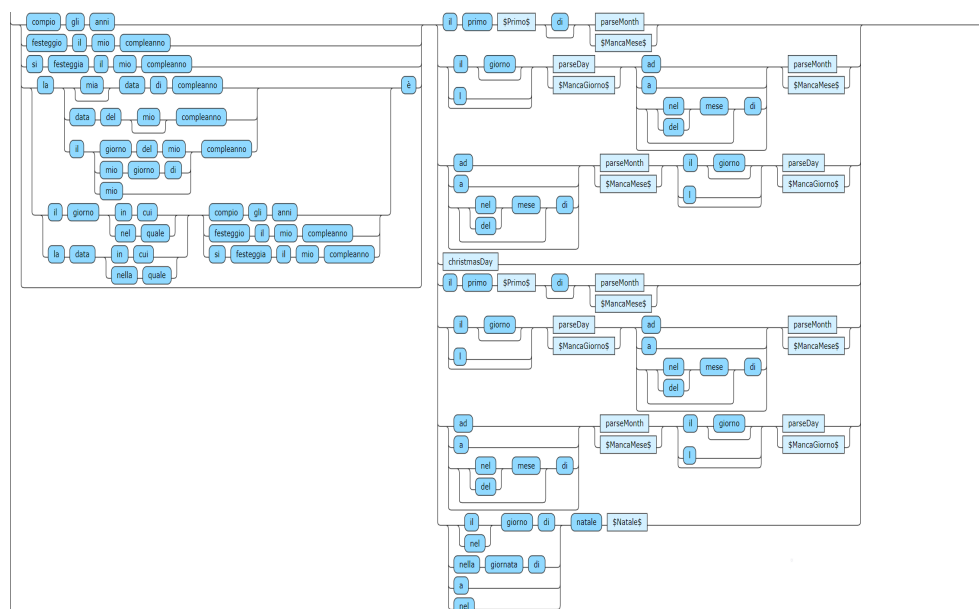 compio gli anni il primo $Primo$ di parseMonth
festeggio il mio compleanno $MancaMese$
si festeggia il mio compleanno il giorno parseDay ad parseMonth
la mia data di compleanno è l $MancaGiorno$ a $MancaMese$
nel mese di
data del mio compleanno del
il giorno del mio compleanno
mio giorno di ad parseMonth il giorno parseDay
mio a $MancaMese$ l $MancaGiorno$
il giorno in cui compio gli anni nel mese di
nel quale festeggio il mio compleanno del
la data in cui si festeggia il mio compleanno
nella quale christmasDay
il primo $Primo$ di parseMonth
$MancaMese$
il giorno parseDay ad parseMonth
l $MancaGiorno$ a $MancaMese$
nel mese di
del
ad parseMonth il giorno parseDay
a $MancaMese$ l $MancaGiorno$
nel mese di
del
il giorno di natale $Natale$
nel
nella giornata di
a
nel